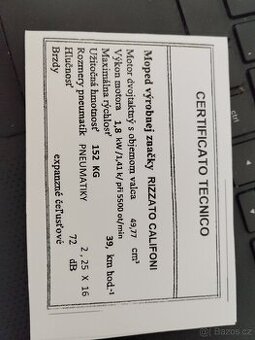 CERTIFICATO TECNICO
Moped výrobnej značky RIZZATO CALIFONI
Motor dvojtaktný s objemom valca 49,77 cm³
Výkon motora 1,8 kW/1,41 k/ při 5500 ot/min
Maximálna rýchlosť 39, km hod.-¹
Užitočná hmotnosť 152 KG
Rozmery pneumatik PNEUMATIKY 2,25 X 16
Hlučnosť 72 dB
Brzdy expanzné čeľusťové